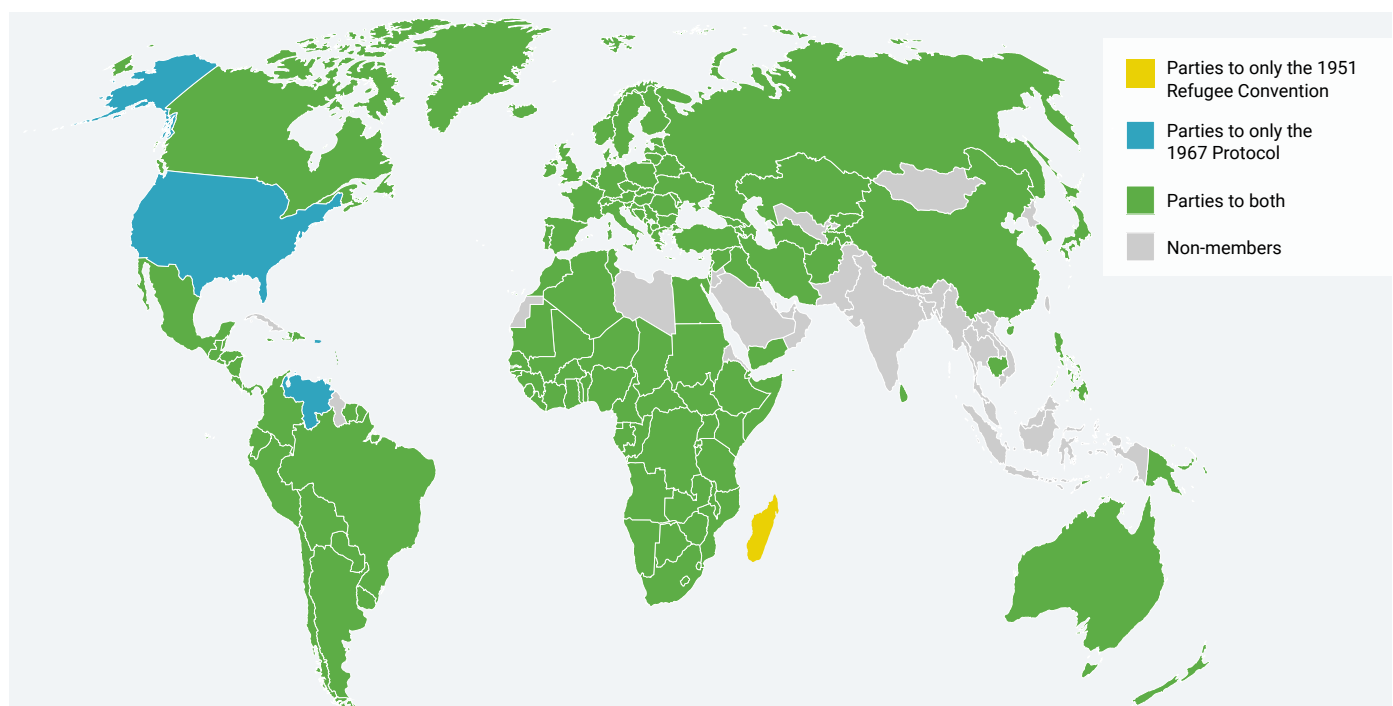 Parties to only the 1951
Refugee Convention
Parties to only the
1967 Protocol
Parties to both
Non-members